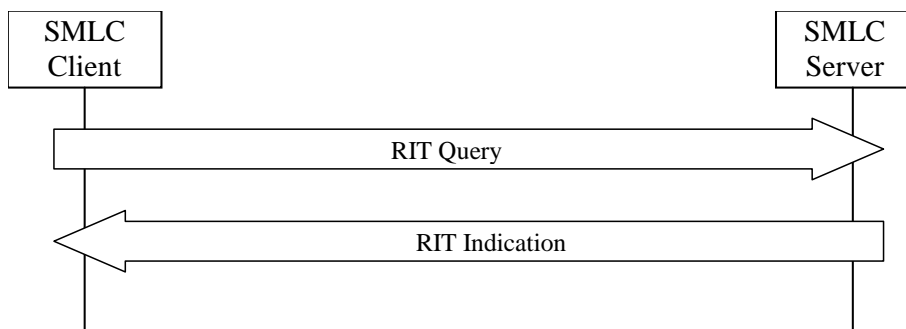 SMLC
Client
SMLC
Server
RIT Query
RIT Indication